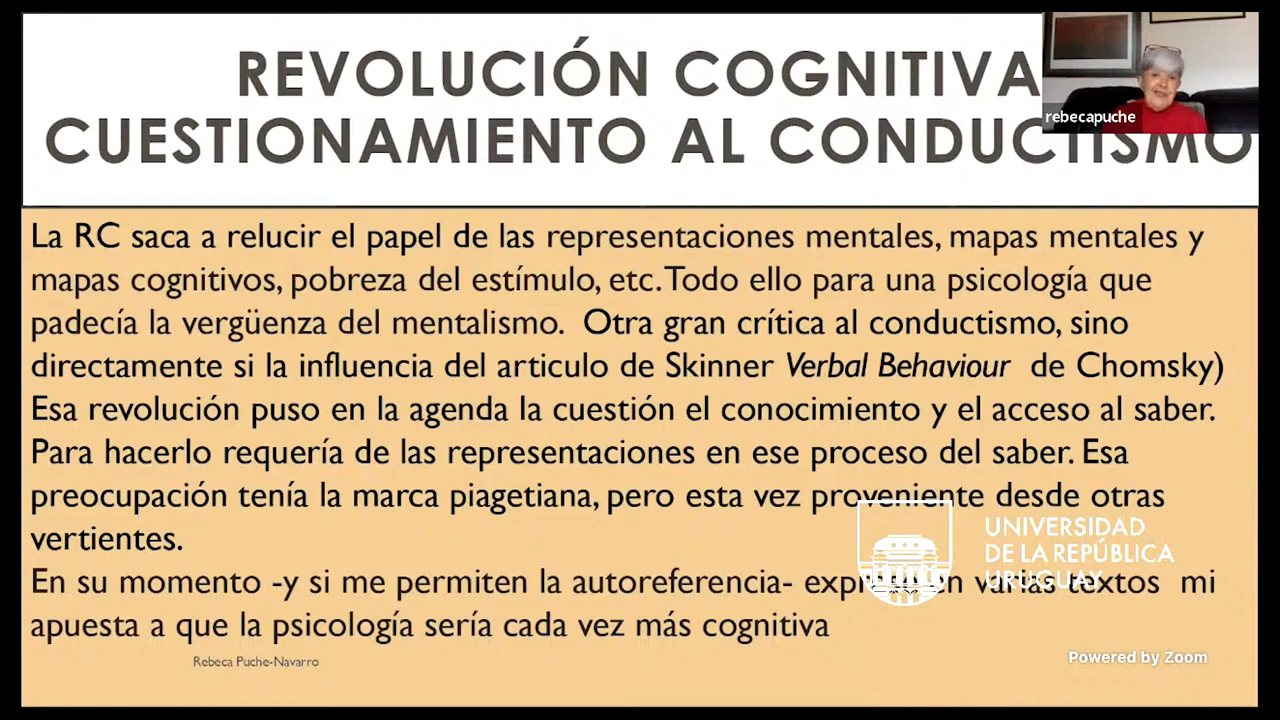 REVOLUCIÓN COGNITIVA
CUESTIONAMIENTO AL CONDUCTISMO
rebecapuche
La RC saca a relucir el papel de las representaciones mentales, mapas mentales y
mapas cognitivos, pobreza del estímulo, etc. Todo ello para una psicología que
padecía la vergüenza del mentalismo. Otra gran crítica al conductismo, sino
directamente si la influencia del articulo de Skinner Verbal Behaviour de Chomsky)
Esa revolución puso en la agenda la cuestión el conocimiento y el acceso al saber.
Para hacerlo requería de las representaciones en ese proceso del saber. Esa
preocupación tenía la marca piagetiana, pero esta vez proveniente desde otras
vertientes.
En su momento -y si me permiten la autoreferencia- en varias textos mi
apuesta a que la psicología sería cada vez más cognitiva
UNIVERSIDAD
DE LA REPÚBLICA
URUGUAY
Rebeca Puche-Navarro
Powered by Zoom